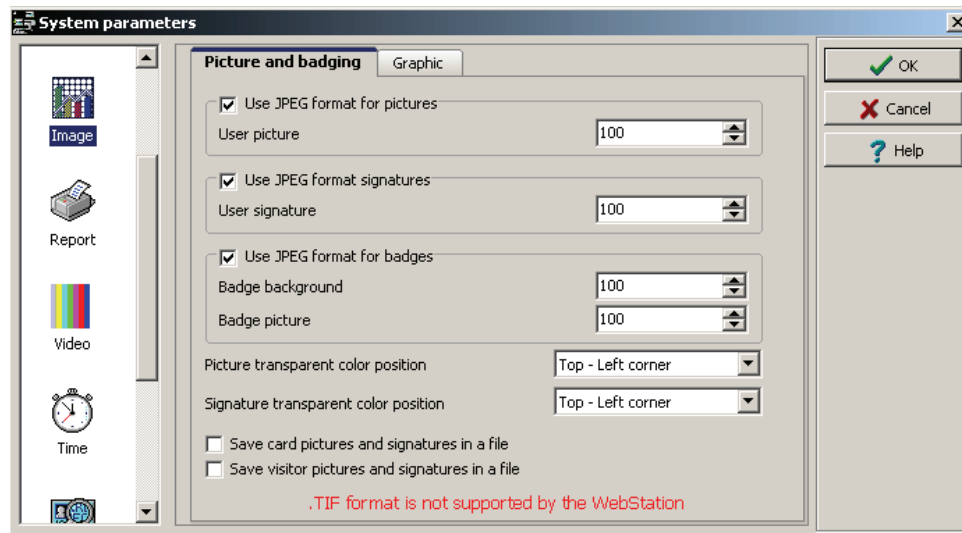 System parameters
Image
Report
Video
Time
Picture and badging
Graphic
Use JPEG format for pictures
User picture 100
Use JPEG format signatures
User signature 100
Use JPEG format for badges
Badge background 100
Badge picture 100
Picture transparent color position Top - Left corner
Signature transparent color position Top - Left corner
Save card pictures and signatures in a file
Save visitor pictures and signatures in a file
.TIF format is not supported by the WebStation
OK
Cancel
Help